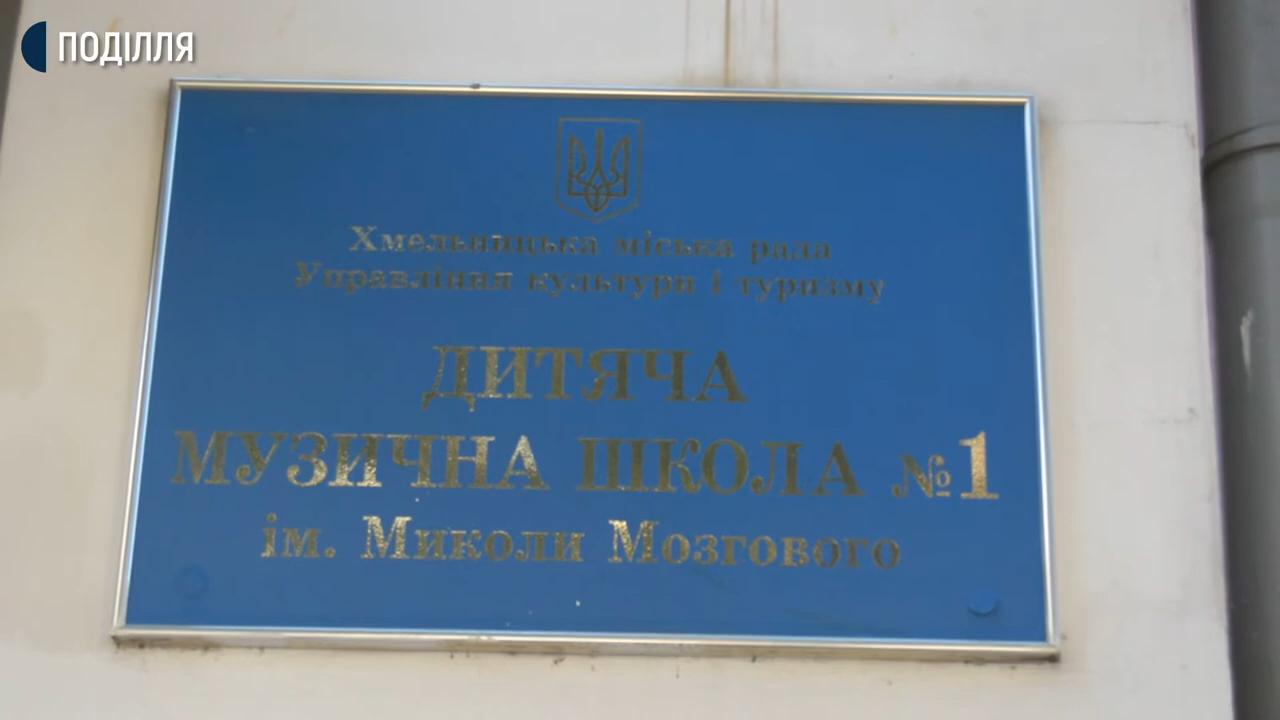 ПОДІЛЛЯ
Хмельницька міська рада
Управління культури і туризму
ДИТЯЧА
МУЗИЧНА ШКОЛА №1
ім. Миколи Мозгового